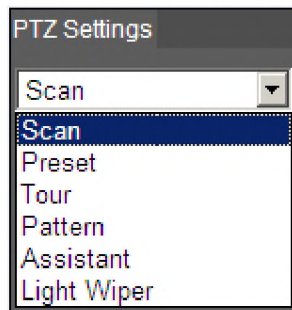 PTZ Settings
Scan
Scan
Preset
Tour
Pattern
Assistant
Light Wiper